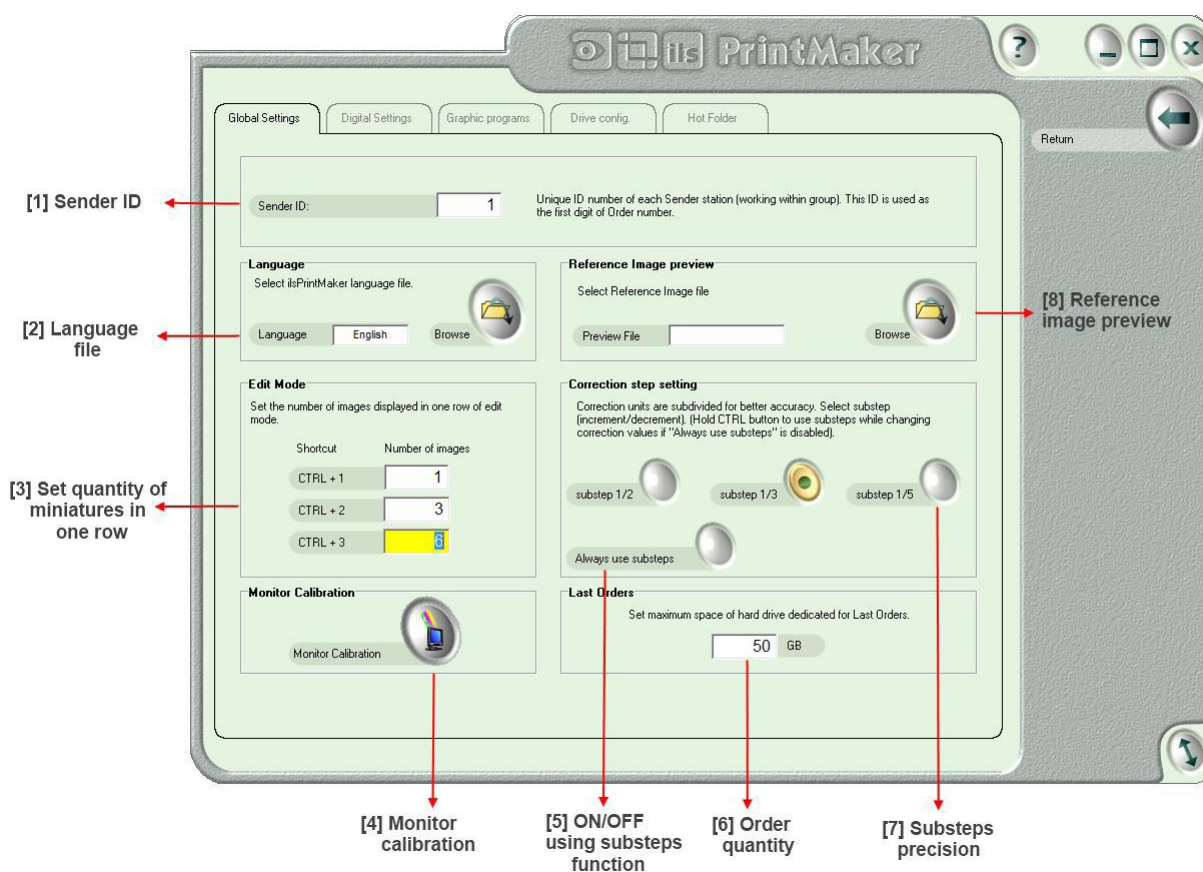 ils PrintMaker
?
Global Settings
Digital Settings
Graphic programs
Drive config.
Hot Folder
Return
[1] Sender ID
Sender ID:
1
Unique ID number of each Sender station (working within group). This ID is used as
the first digit of Order number.
Language
Select ilsPrintMaker language file.
Language
English
Browse
Reference Image preview
Select Reference Image file
Preview File
Browse
[2] Language
file
[8] Reference
image preview
Edit Mode
Set the number of images displayed in one row of edit
mode.
Shortcut
Number of images
CTRL + 1
1
CTRL + 2
3
CTRL + 3
6
[3] Set quantity of
miniatures in
one row
Correction step setting
Correction units are subdivided for better accuracy. Select substep
(increment/decrement). (Hold CTRL button to use substeps while changing
correction values if "Always use substeps" is disabled).
substep 1/2
substep 1/3
substep 1/5
Always use substeps
Monitor Calibration
Monitor Calibration
Last Orders
Set maximum space of hard drive dedicated for Last Orders.
50 GB
[4] Monitor
calibration
[5] ON/OFF
using substeps
function
[6] Order
quantity
[7] Substeps
precision